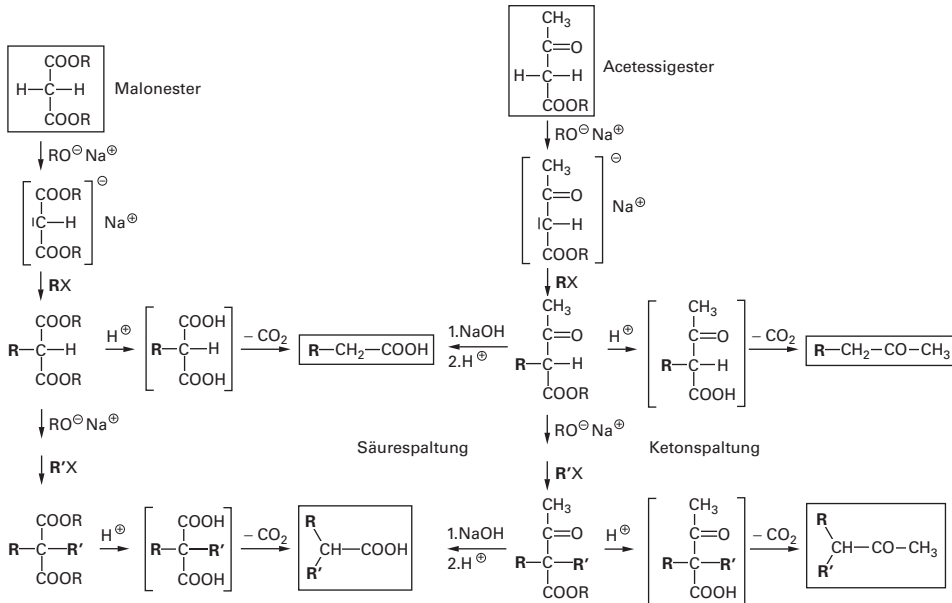 COOR
H—C—H
COOR
Malonester
CH3
C=O
H—C—H
COOR
Acetessigester
RO⊖ Na⊕
RO⊖ Na⊕
COOR
IC—H
COOR
⊖
Na⊕
CH3
C=O
IC—H
COOR
⊖
Na⊕
RX
RX
COOR
R—C—H
COOR
H⊕
COOH
R—C—H
COOH
– CO2
R—CH2—COOH
1.NaOH
2.H⊕
CH3
C=O
R—C—H
COOR
H⊕
CH3
C=O
R—C—H
COOH
– CO2
R—CH2—CO—CH3
RO⊖ Na⊕
RO⊖ Na⊕
Säurespaltung
Ketonspaltung
R'X
R'X
COOR
R—C—R'
COOR
H⊕
COOH
R—C—R'
COOH
– CO2
R
CH—COOH
R'
1.NaOH
2.H⊕
CH3
C=O
R—C—R'
COOR
H⊕
CH3
C=O
R—C—R'
COOH
– CO2
R
CH—CO—CH3
R'